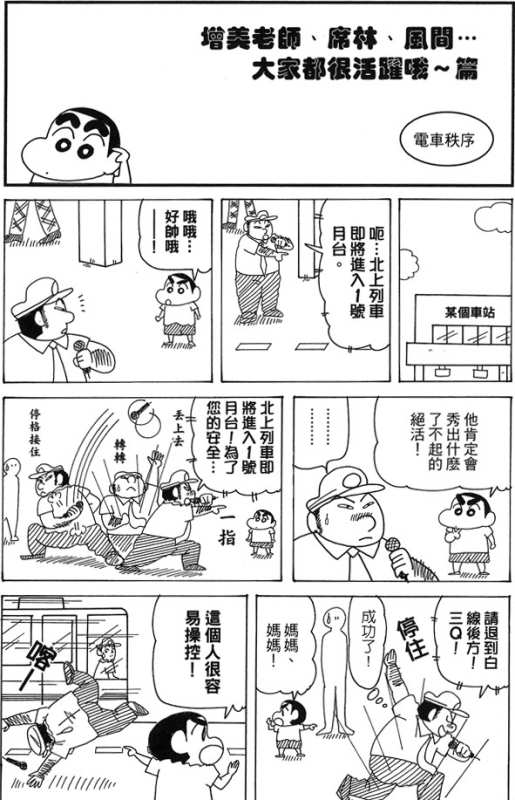 增美老師、席林、風間…
大家都很活躍哦～篇
電車秩序
某個車站
呃…北上列車
即將進入1號
月台。
哦哦…
好帥哦
——！
他肯定會
秀出什麼
了不起的
絕活！
………
………
北上列車即
將進入1號
月台！為了
您的安全…
一指
丟上去
轉轉
停格接住
請退到白
線後方！
三Q！
停住
成功了！
媽媽、
媽媽！
這個人很容
易操控！
喀—